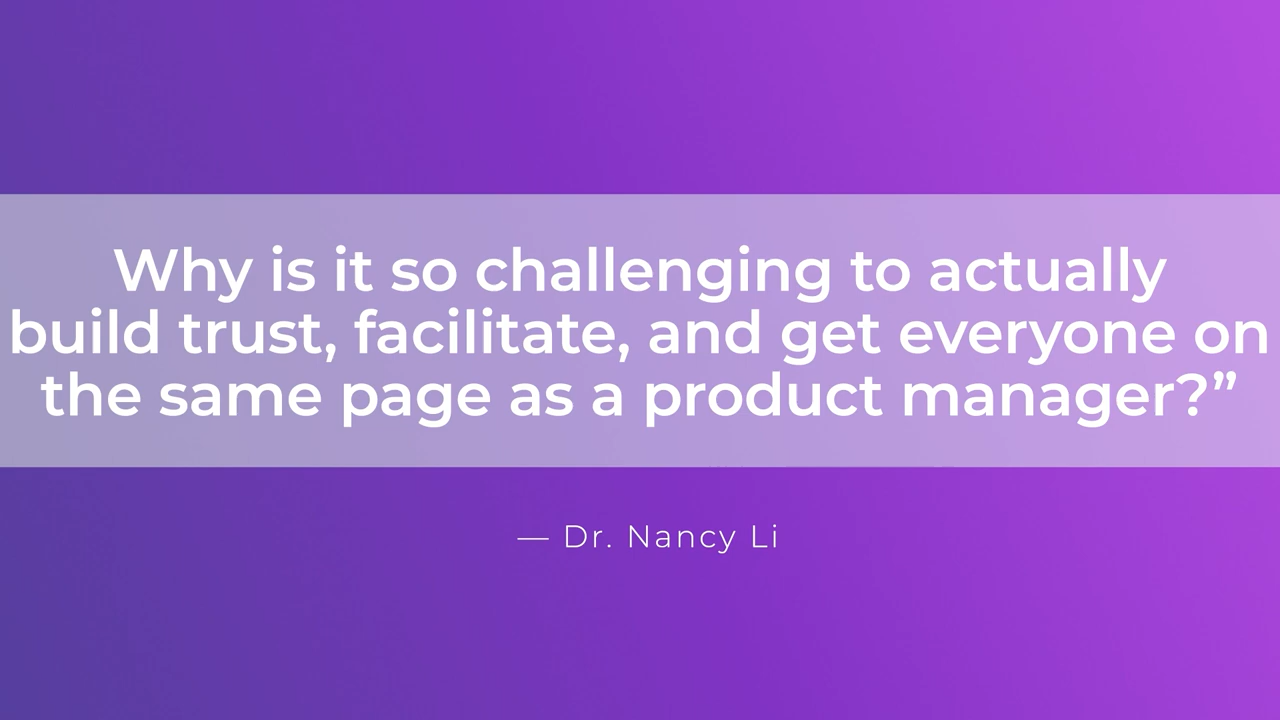 Why is it so challenging to actually
build trust, facilitate, and get everyone on
the same page as a product manager?”
— Dr. Nancy Li